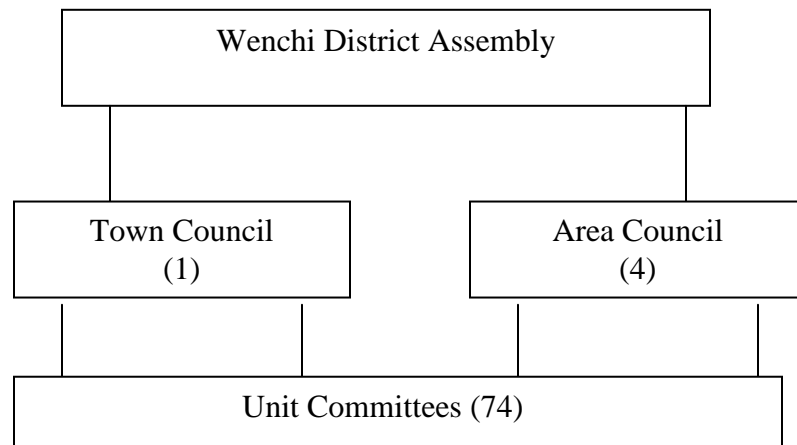 Wenchi District Assembly
Town Council
(1)
Area Council
(4)
Unit Committees (74)